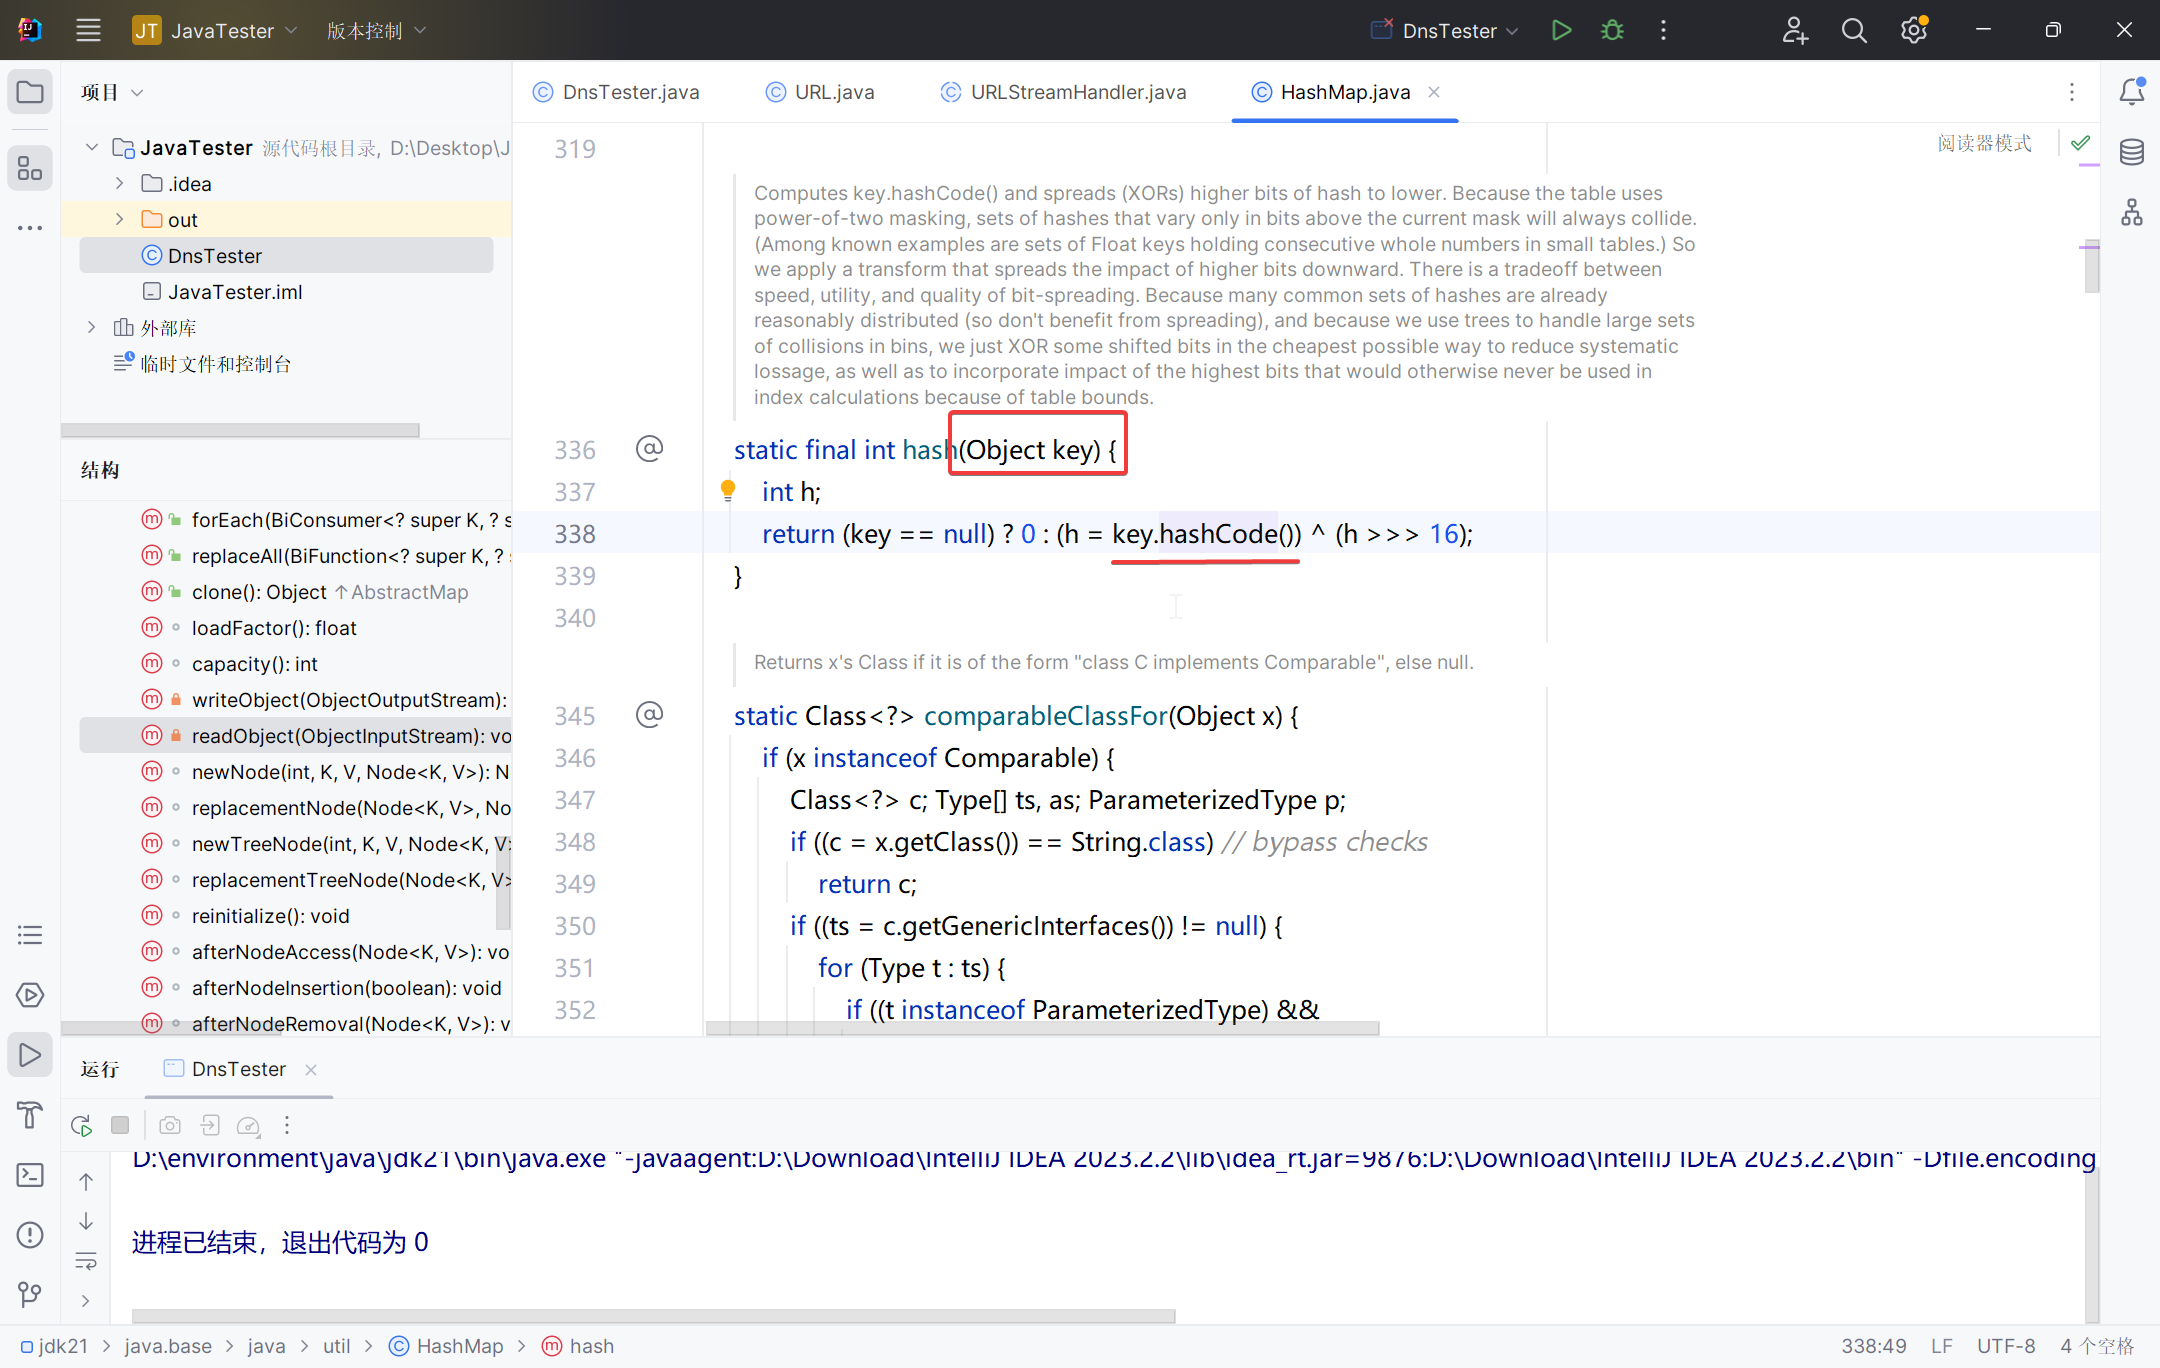 JT JavaTester 版本控制 DnsTester
项目
JavaTester 源代码根目录, D:\Desktop\J
.idea
out
DnsTester
JavaTester.iml
外部库
临时文件和控制台
结构
forEach(BiConsumer<? super K, ? s
replaceAll(BiFunction<? super K, ? s
clone(): Object ↑AbstractMap
loadFactor(): float
capacity(): int
writeObject(ObjectOutputStream):
readObject(ObjectInputStream): vo
newNode(int, K, V, Node<K, V>): N
replacementNode(Node<K, V>, No
newTreeNode(int, K, V, Node<K, V>
replacementTreeNode(Node<K, V>
reinitialize(): void
afterNodeAccess(Node<K, V>): vo
afterNodeInsertion(boolean): void
afterNodeRemoval(Node<K, V>): v
DnsTester.java URL.java URLStreamHandler.java HashMap.java
阅读器模式
319
Computes key.hashCode() and spreads (XORs) higher bits of hash to lower. Because the table uses
power-of-two masking, sets of hashes that vary only in bits above the current mask will always collide.
(Among known examples are sets of Float keys holding consecutive whole numbers in small tables.) So
we apply a transform that spreads the impact of higher bits downward. There is a tradeoff between
speed, utility, and quality of bit-spreading. Because many common sets of hashes are already
reasonably distributed (so don't benefit from spreading), and because we use trees to handle large sets
of collisions in bins, we just XOR some shifted bits in the cheapest possible way to reduce systematic
lossage, as well as to incorporate impact of the highest bits that would otherwise never be used in
index calculations because of table bounds.
336 @ static final int hash(Object key) {
337 int h;
338 return (key == null) ? 0 : (h = key.hashCode()) ^ (h >>> 16);
339 }
340
Returns x's Class if it is of the form "class C implements Comparable", else null.
345 @ static Class<?> comparableClassFor(Object x) {
346 if (x instanceof Comparable) {
347 Class<?> c; Type[] ts, as; ParameterizedType p;
348 if ((c = x.getClass()) == String.class) // bypass checks
349 return c;
350 if ((ts = c.getGenericInterfaces()) != null) {
351 for (Type t : ts) {
352 if ((t instanceof ParameterizedType) &&
运行 DnsTester
D:\environment\java\jdk21\bin\java.exe "-javaagent:D:\Download\IntelliJ IDEA 2023.2.2\lib\idea_rt.jar=9876:D:\Download\IntelliJ IDEA 2023.2.2\bin" -Dfile.encoding
进程已结束，退出代码为 0
jdk21 > java.base > java > util > HashMap > hash 338:49 LF UTF-8 4 个空格